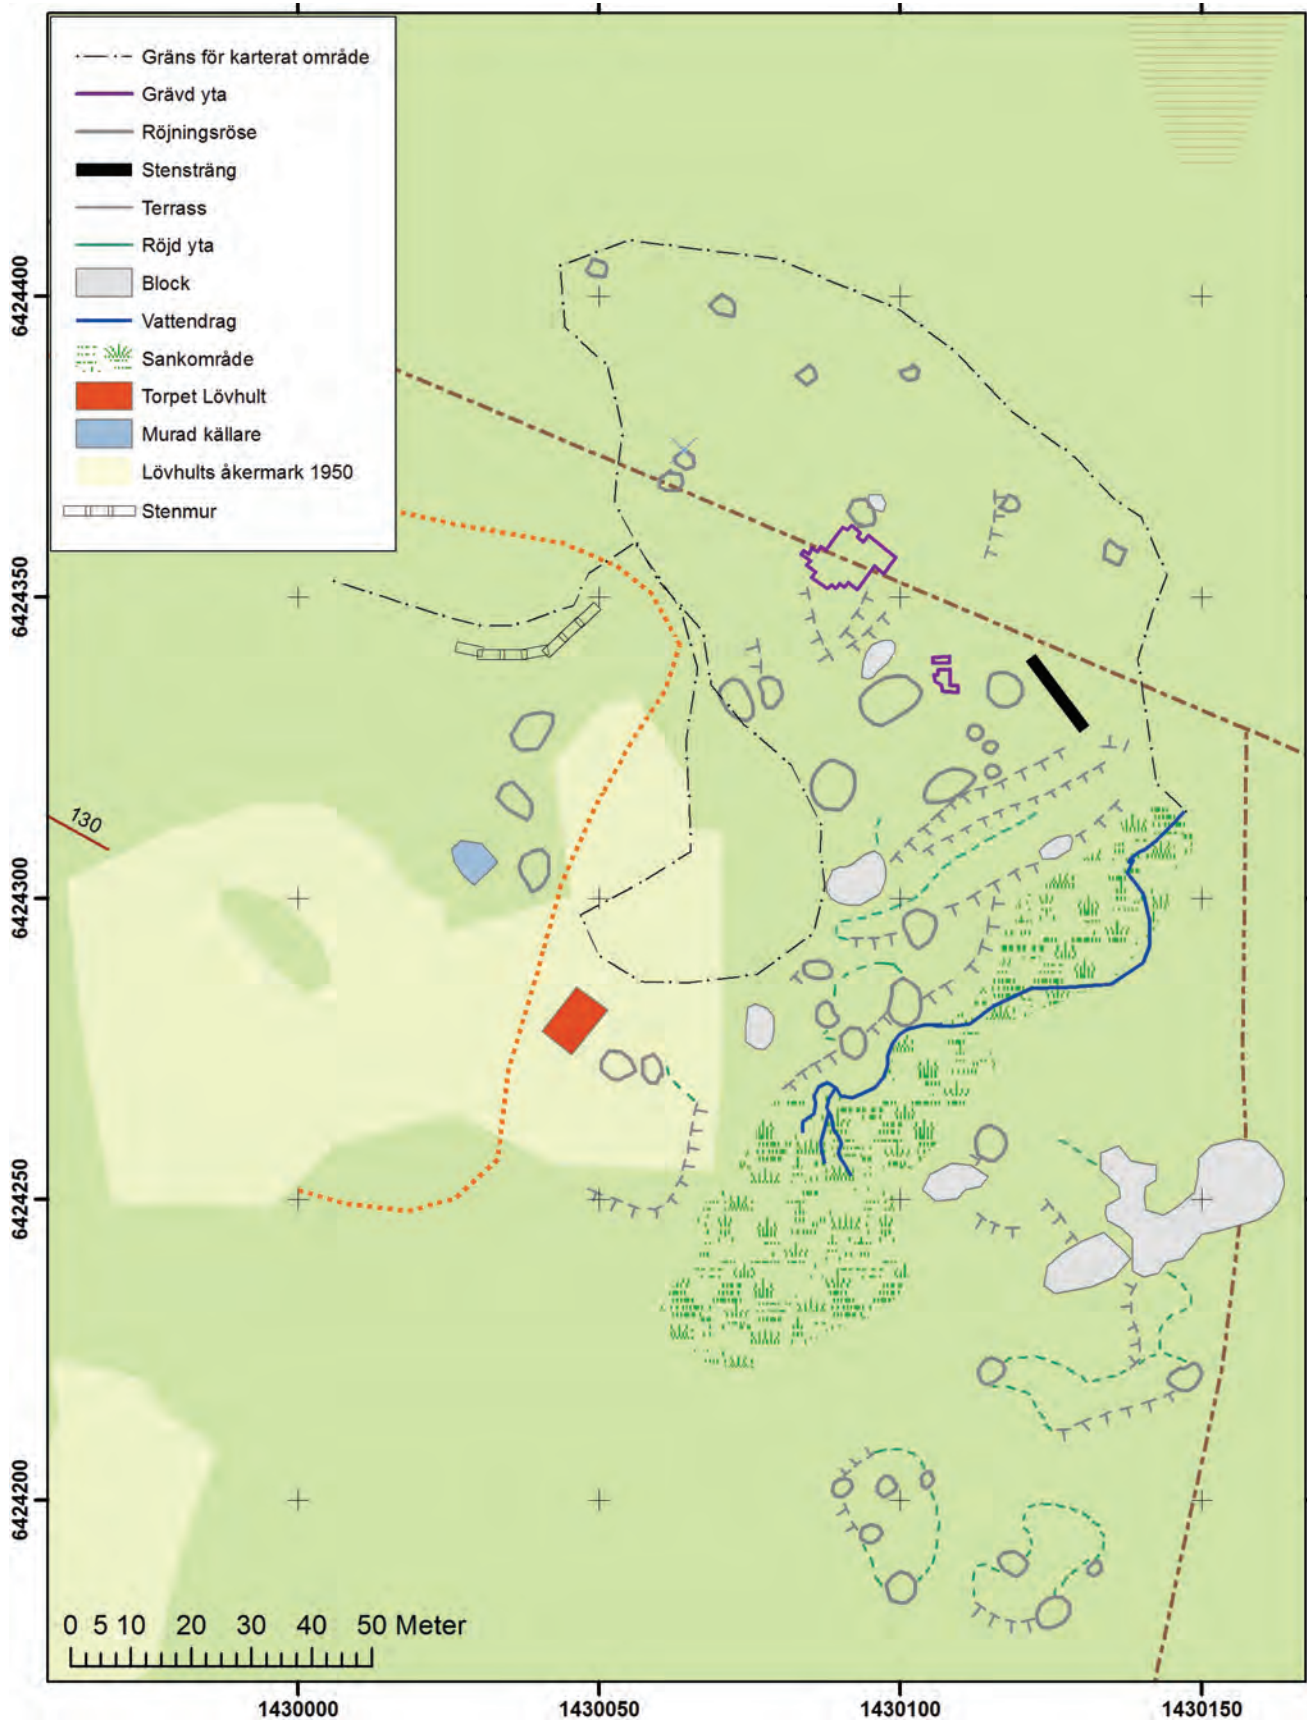 Gräns för karterat område
Grävd yta
Röjningsröse
Stensträng
Terrass
Röjd yta
Block
Vattendrag
Sankområde
Torpet Lövhult
Murad källare
Lövhults åkermark 1950
Stenmur
6424400
6424350
6424300
6424250
6424200
130
0 5 10 20 30 40 50 Meter
1430000 1430050 1430100 1430150